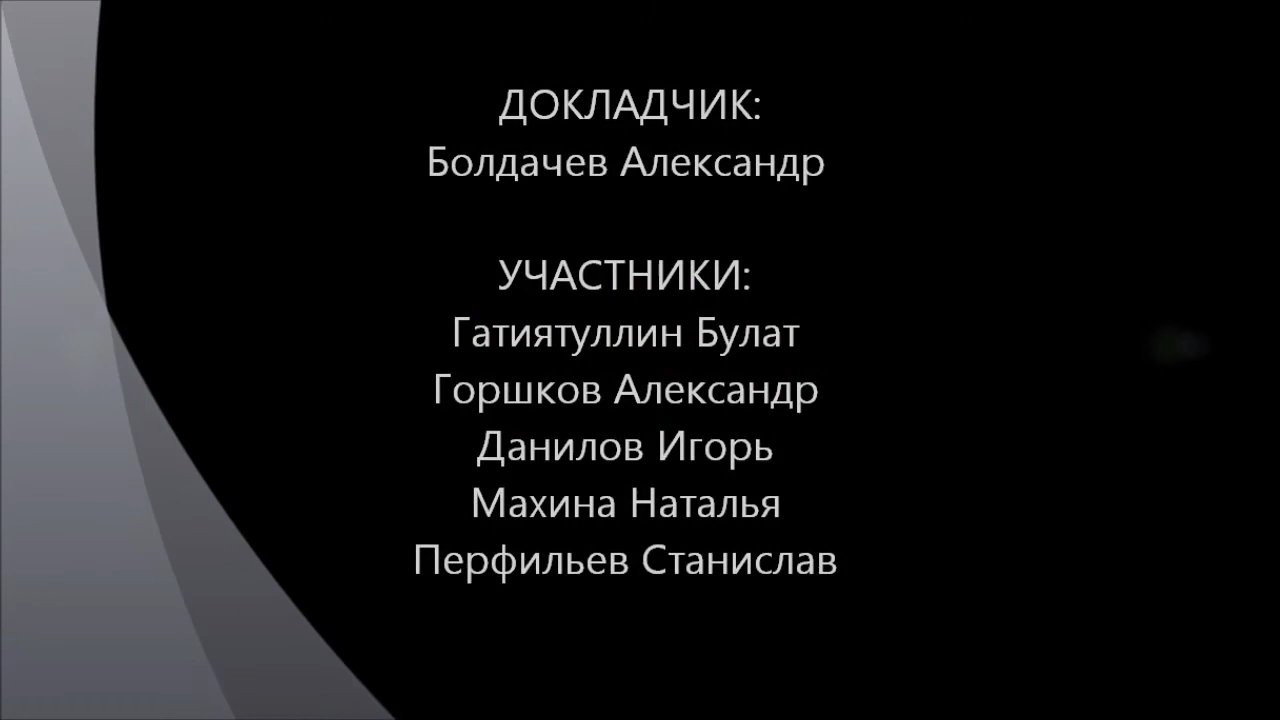 ДОКЛАДЧИК:
Болдачев Александр
УЧАСТНИКИ:
Гатиятуллин Булат
Горшков Александр
Данилов Игорь
Махина Наталья
Перфильев Станислав